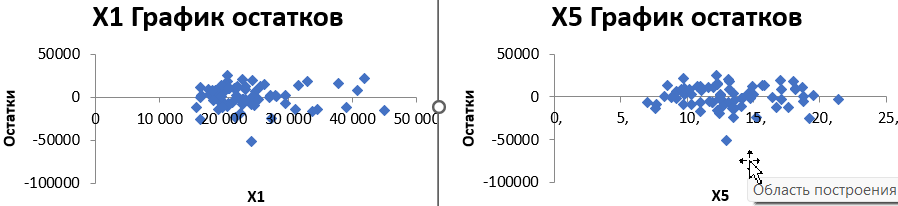 X1 График остатков
50000
0
-50000
-100000
0 10 000 20 000 30 000 40 000 50 000
Остатки
X1
X5 График остатков
50000
0
-50000
-100000
0, 5, 10, 15, 20, 25,
Остатки
X5
Область построения